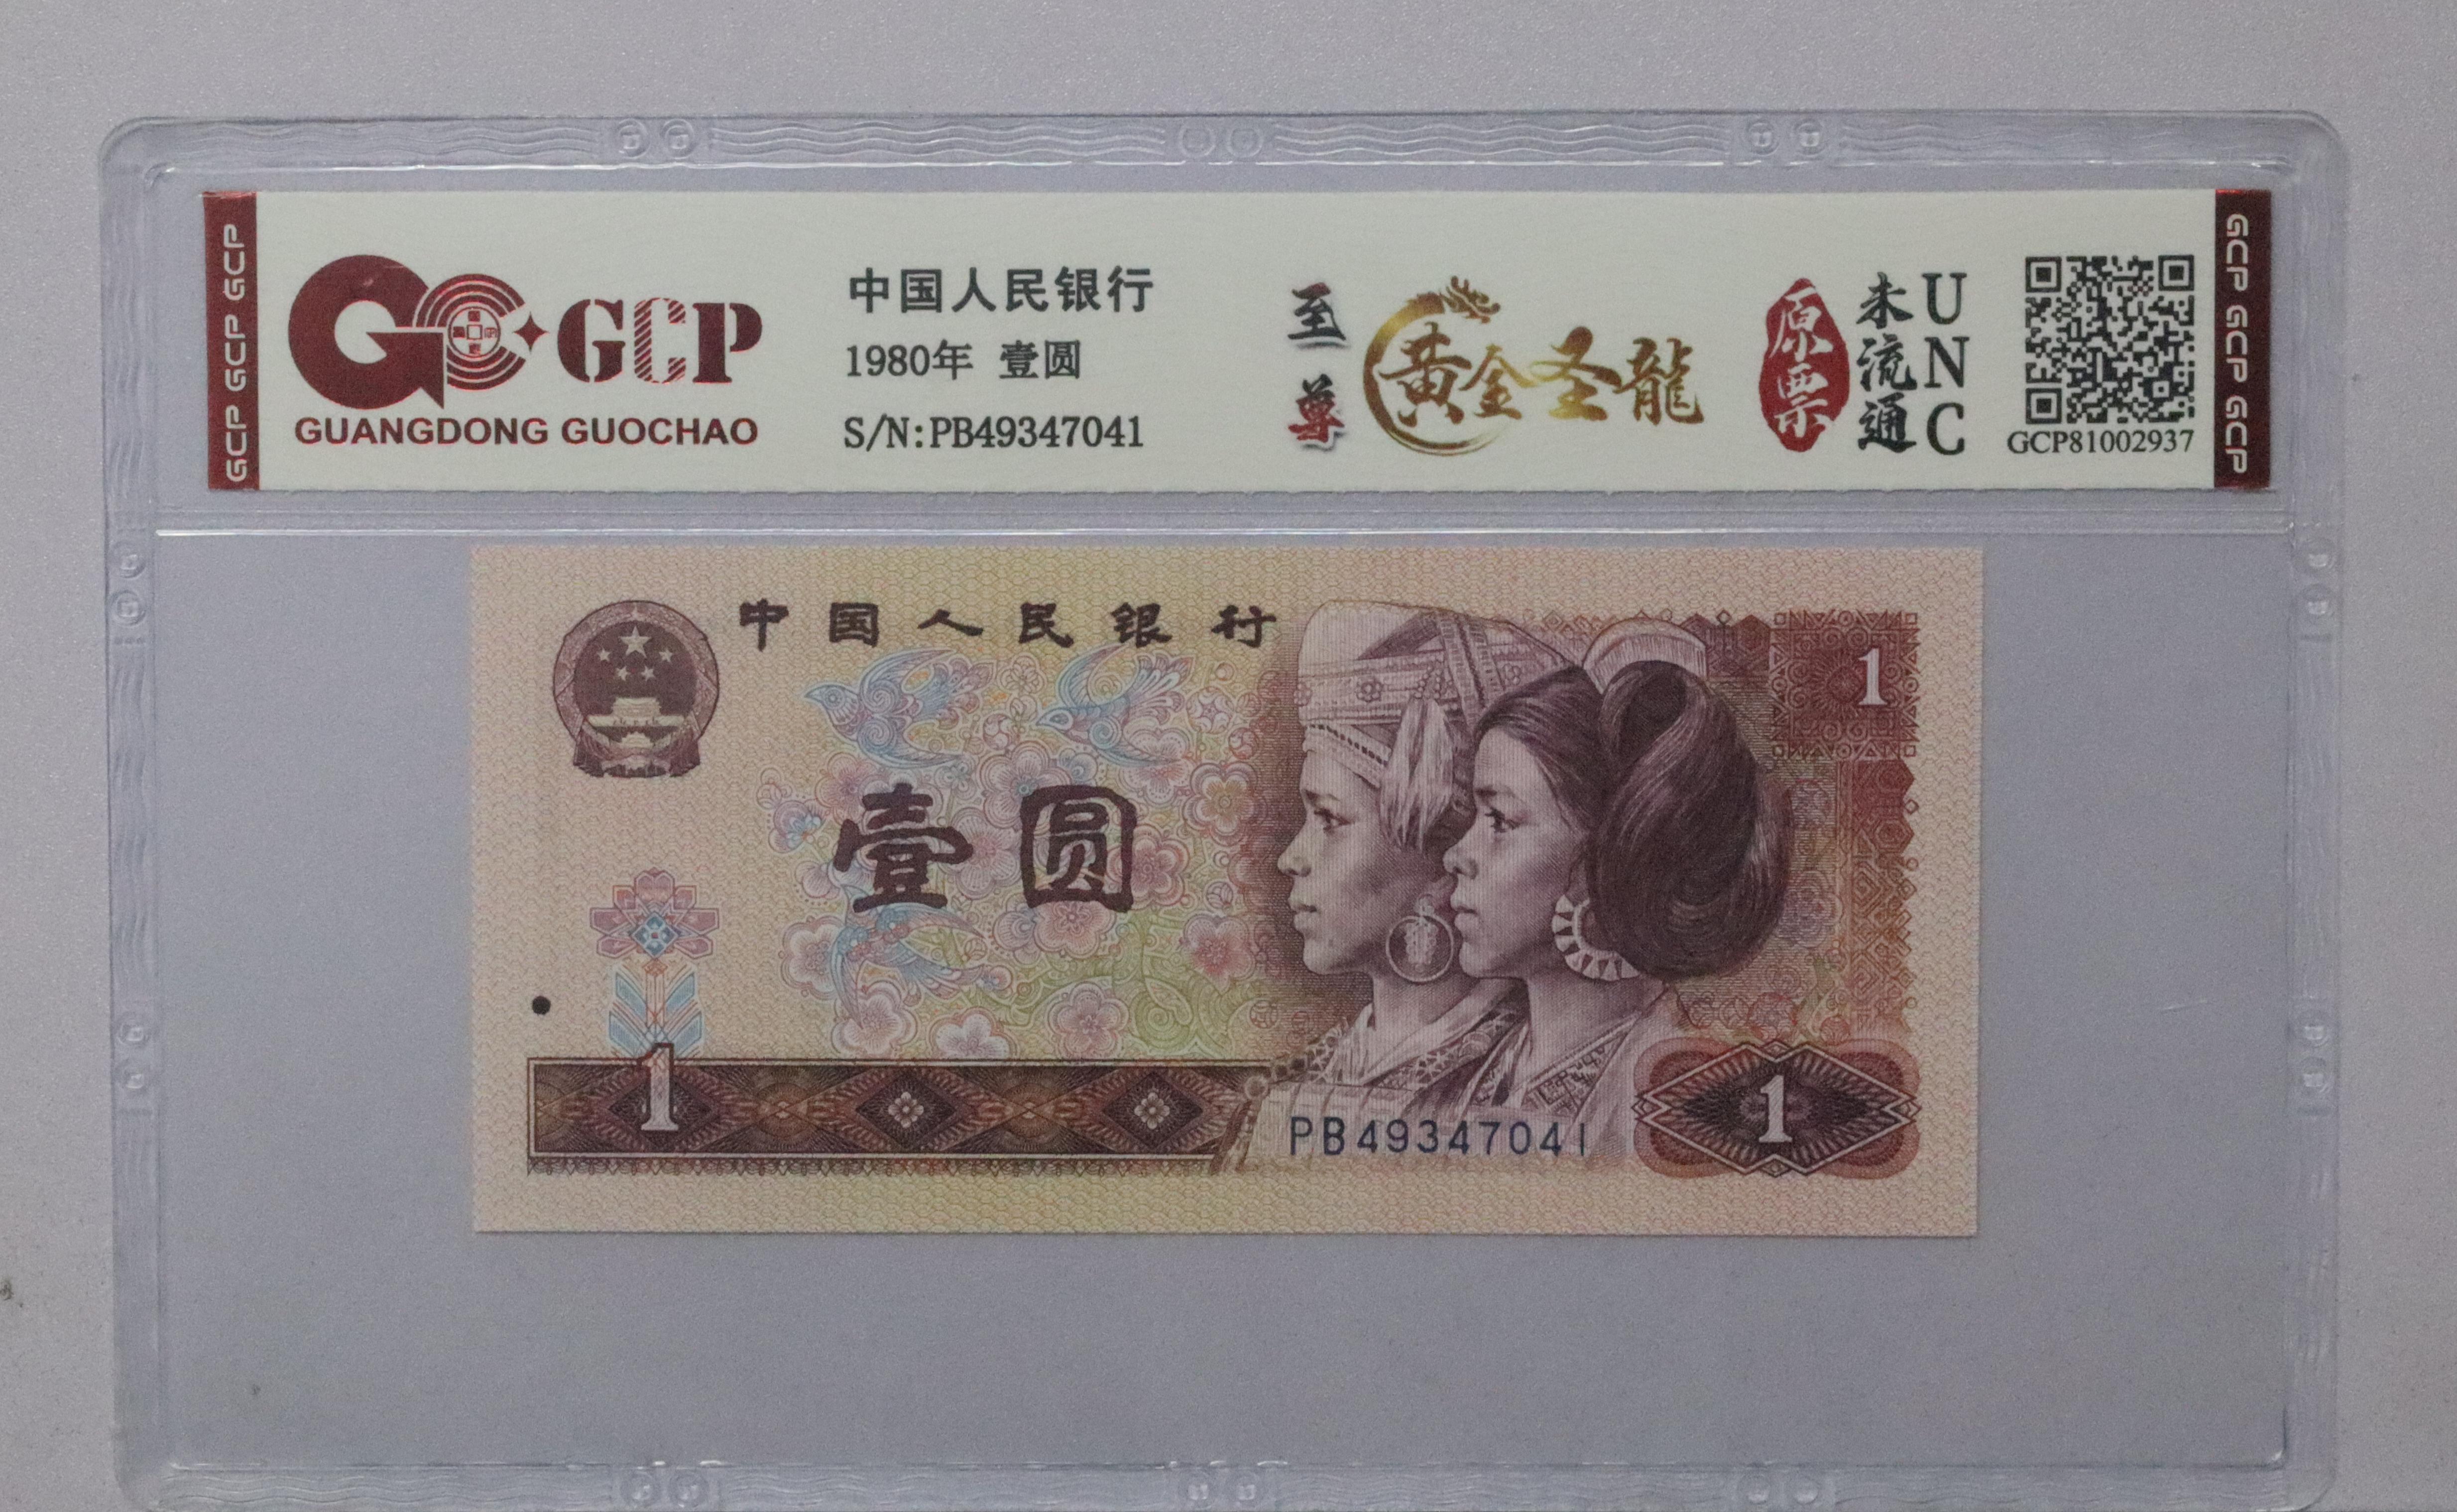 GCP GCP GCP
GCP
GUANGDONG GUOCHAO
中国人民银行
1980年 壹圆
S/N:PB49347041
至尊
黄金圣龍
原票
未流通
UNC
GCP81002937
GCP GCP GCP
中国人民银行
1
壹圆
1
PB49347041
1